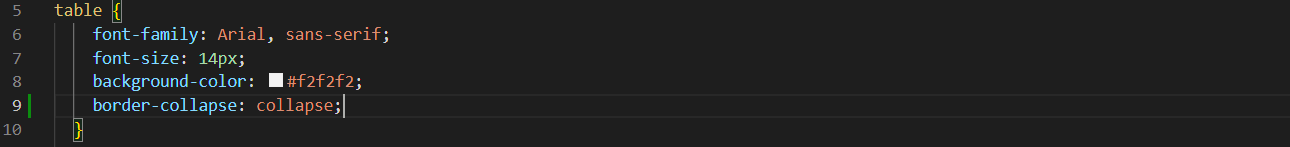 5 table {
6 font-family: Arial, sans-serif;
7 font-size: 14px;
8 background-color: #f2f2f2;
9 border-collapse: collapse;
10 }